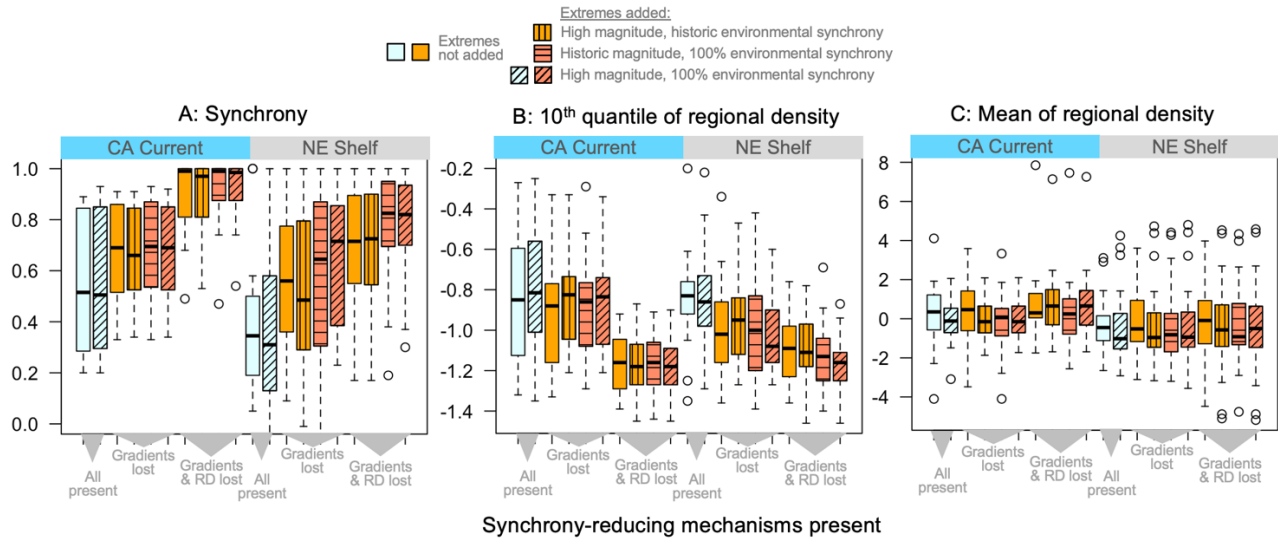 Extremes added:
Extremes
not added
High magnitude, historic environmental synchrony
Historic magnitude, 100% environmental synchrony
High magnitude, 100% environmental synchrony
A: Synchrony
CA Current
NE Shelf
1.0
0.8
0.6
0.4
0.2
0.0
All
present
Gradients
lost
Gradients
& RD lost
All
present
Gradients
lost
Gradients
& RD lost
B: 10th quantile of regional density
CA Current
NE Shelf
-0.2
-0.4
-0.6
-0.8
-1.0
-1.2
-1.4
All
present
Gradients
lost
Gradients
& RD lost
All
present
Gradients
lost
Gradients
& RD lost
C: Mean of regional density
CA Current
NE Shelf
8
6
4
2
0
-2
-4
All
present
Gradients
lost
Gradients
& RD lost
All
present
Gradients
lost
Gradients
& RD lost
Synchrony-reducing mechanisms present